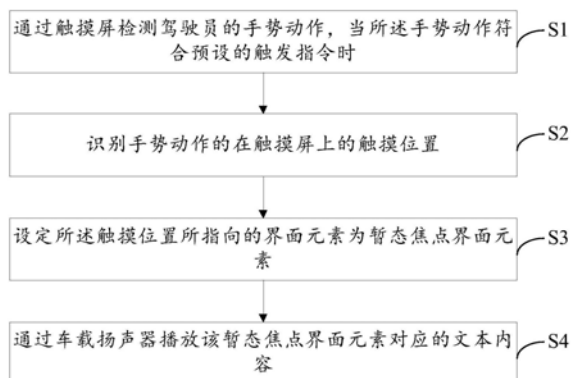 通过触摸屏检测驾驶员的手势动作，当所述手势动作符
合预设的触发指令时
S1
识别手势动作的在触摸屏上的触摸位置
S2
设定所述触摸位置所指向的界面元素为暂态焦点界面元
素
S3
通过车载扬声器播放该暂态焦点界面元素对应的文本内
容
S4